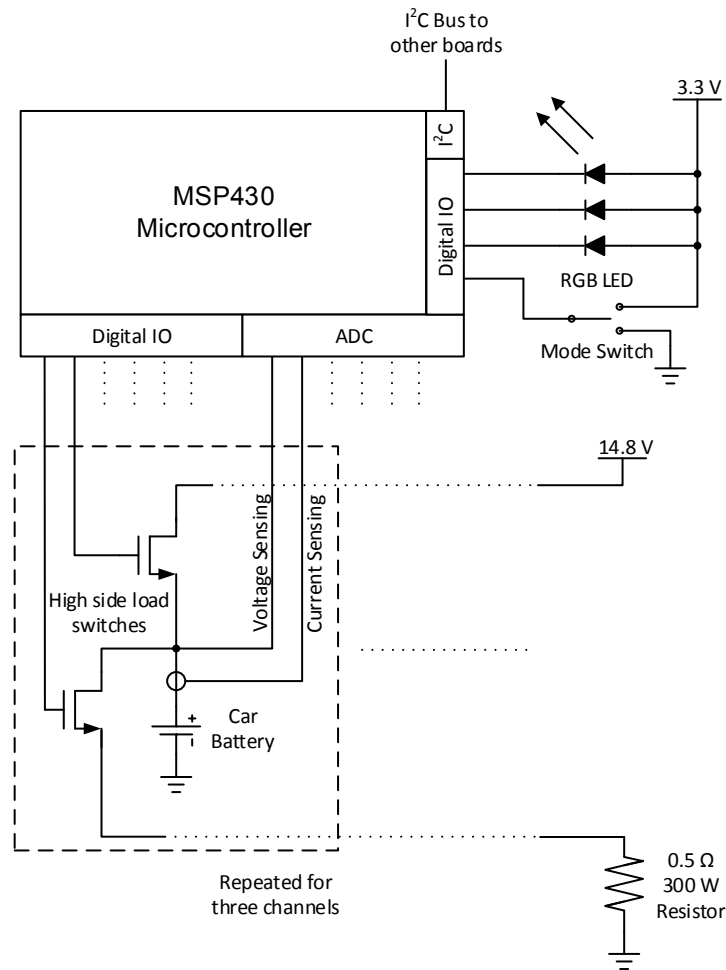 I²C Bus to
other boards
3.3 V
I²C
MSP430
Microcontroller
Digital IO
RGB LED
Mode Switch
Digital IO
ADC
14.8 V
Voltage Sensing
Current Sensing
High side load
switches
Car
Battery
+
-
Repeated for
three channels
0.5 Ω
300 W
Resistor